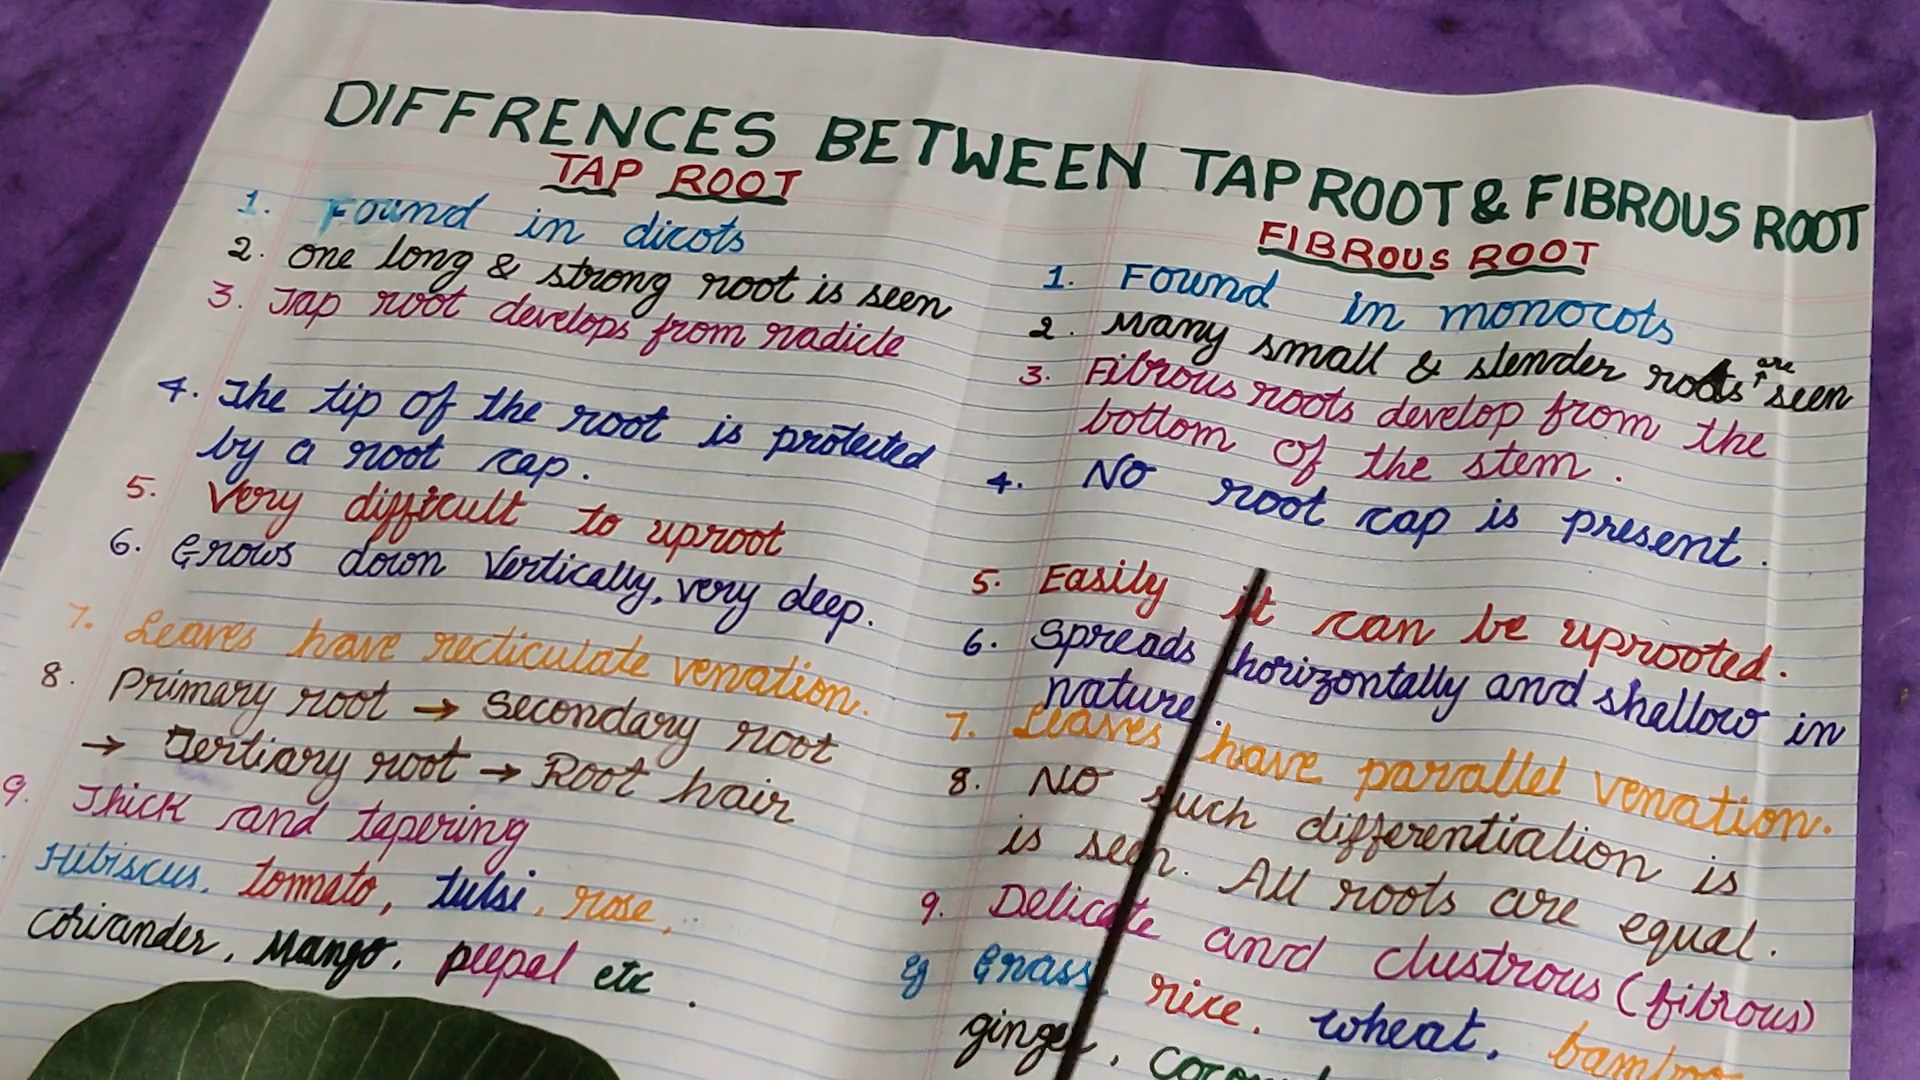 DIFFRENCES BETWEEN TAP ROOT & FIBROUS ROOT
TAP ROOT
1. Found in dicots
2. one long & strong root is seen
3. Tap root develops from radicle
4. The tip of the root is protected
by a root cap.
5. Very difficult to uproot
6. Grows down vertically, very deep.
7. Leaves have recticulate venation.
8. Primary root → Secondary root
→ Tertiary root → Root hair
9. Thick and tapering
Hibiscus, tomato, tulsi, rose,
coriander, Mango, peepal etc.
FIBROUS ROOT
1. Found in monocots
2. Many small & slender roots are seen
3. Fibrous roots develop from the
bottom of the stem.
4. No root cap is present.
5. Easily it can be uprooted.
6. Spreads horizontally and shallow in
nature.
7. Leaves have parallel venation.
8. No such differentiation is
is seen. All roots are equal.
9. Delicate and clustrous (fibrous)
eg Grass, rice, wheat, bamboo
ginger,